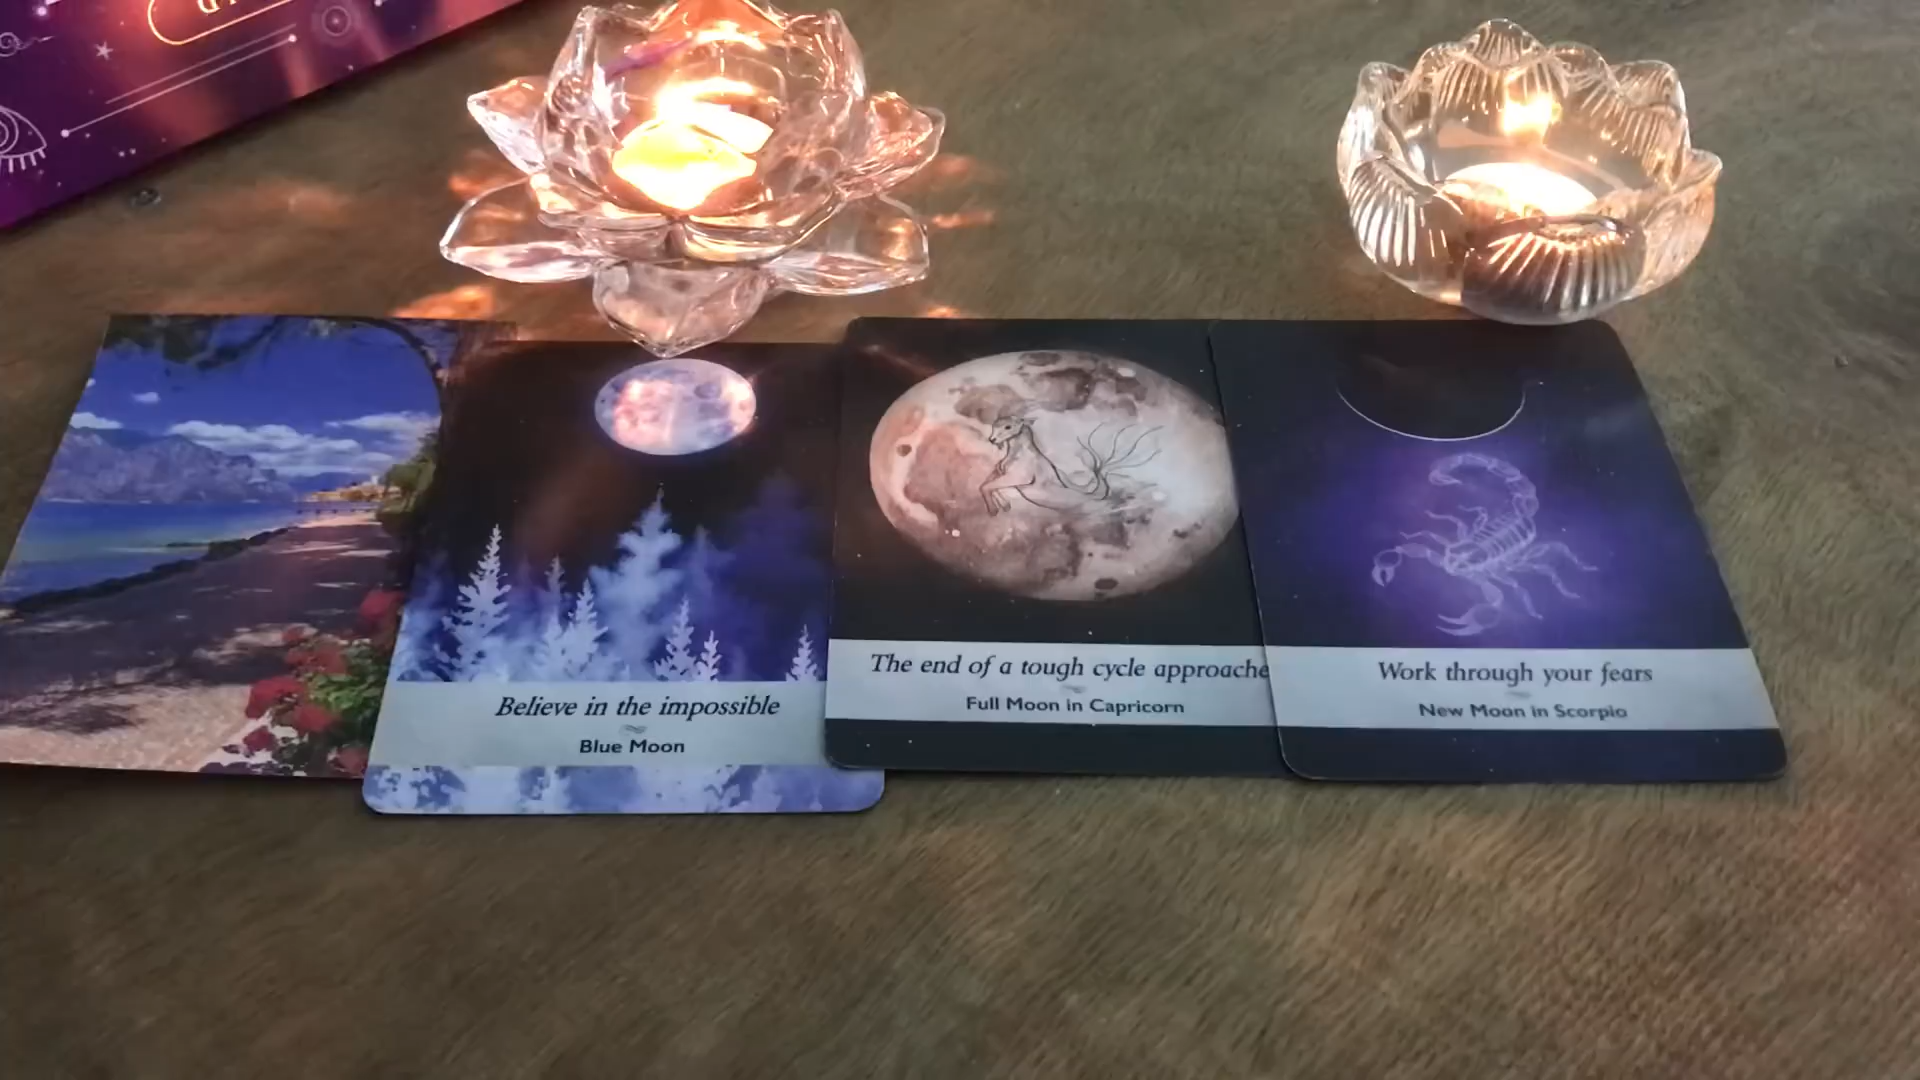 Believe in the impossible
Blue Moon
The end of a tough cycle approache
Full Moon in Capricorn
Work through your fears
New Moon in Scorpio